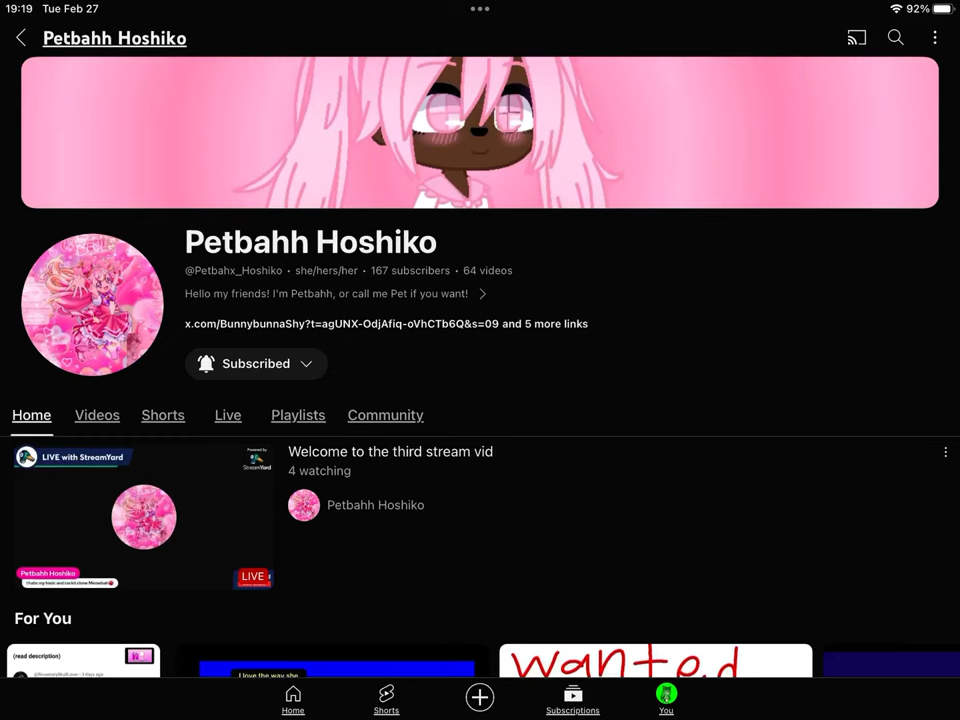 19:19 Tue Feb 27
92%
Petbahh Hoshiko
Petbahh Hoshiko
@Petbahx_Hoshiko • she/hers/her • 167 subscribers • 64 videos
Hello my friends! I'm Petbahh, or call me Pet if you want!
x.com/BunnybunnaShy?t=agUNX-OdjAfiq-oVhCTb6Q&s=09 and 5 more links
Subscribed
Home Videos Shorts Live Playlists Community
LIVE with StreamYard
Powered by
StreamYard
Petbahh Hoshiko
LIVE
Welcome to the third stream vid
4 watching
Petbahh Hoshiko
For You
(read description)
I love the way she
wanted
Home Shorts Subscriptions You